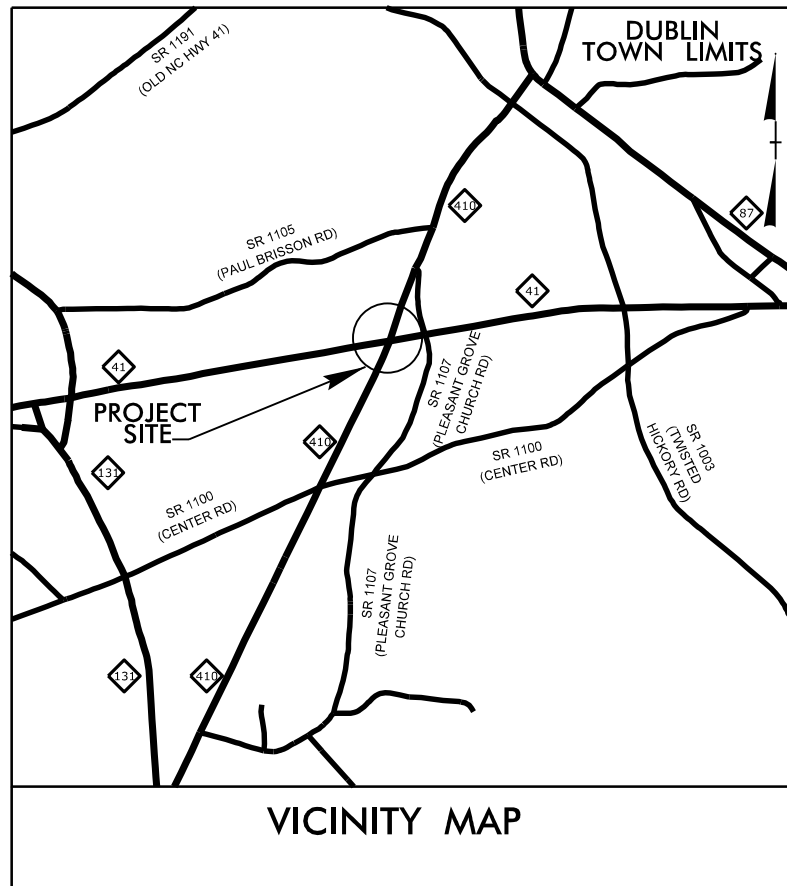 SR 1191
(OLD NC HWY 41)
DUBLIN
TOWN LIMITS
410
87
SR 1105
(PAUL BRISSON RD)
41
41
PROJECT
SITE
SR 1107
(PLEASANT GROVE
CHURCH RD)
410
131
SR 1100
(CENTER RD)
SR 1100
(CENTER RD)
SR 1003
(TWISTED
HICKORY RD)
SR 1107
(PLEASANT GROVE
CHURCH RD)
131
410
VICINITY MAP